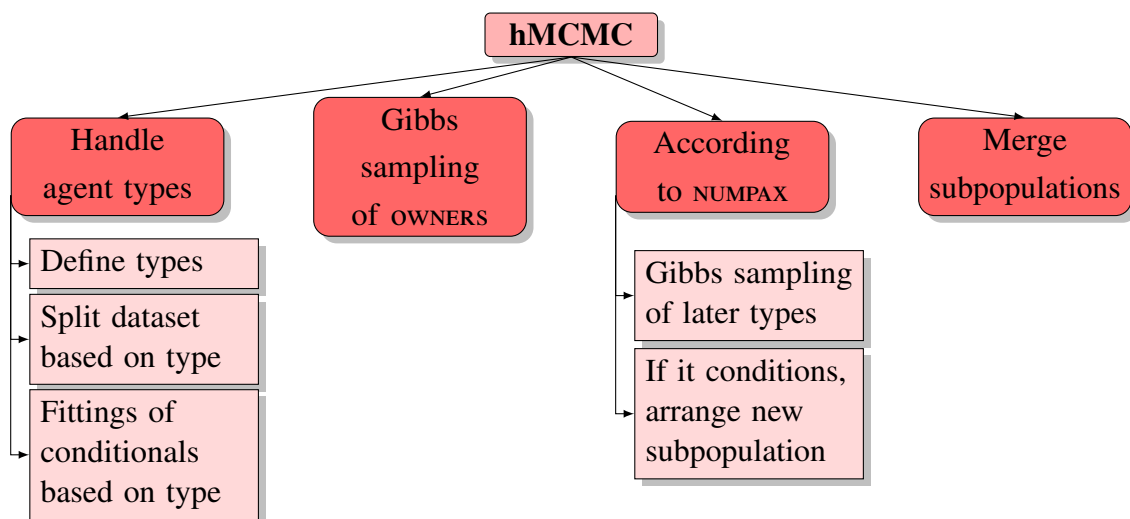 hMCMC
Handle
agent types
Define types
Split dataset
based on type
Fittings of
conditionals
based on type
Gibbs
sampling
of OWNERS
According
to NUMPAX
Gibbs sampling
of later types
If it conditions,
arrange new
subpopulation
Merge
subpopulations